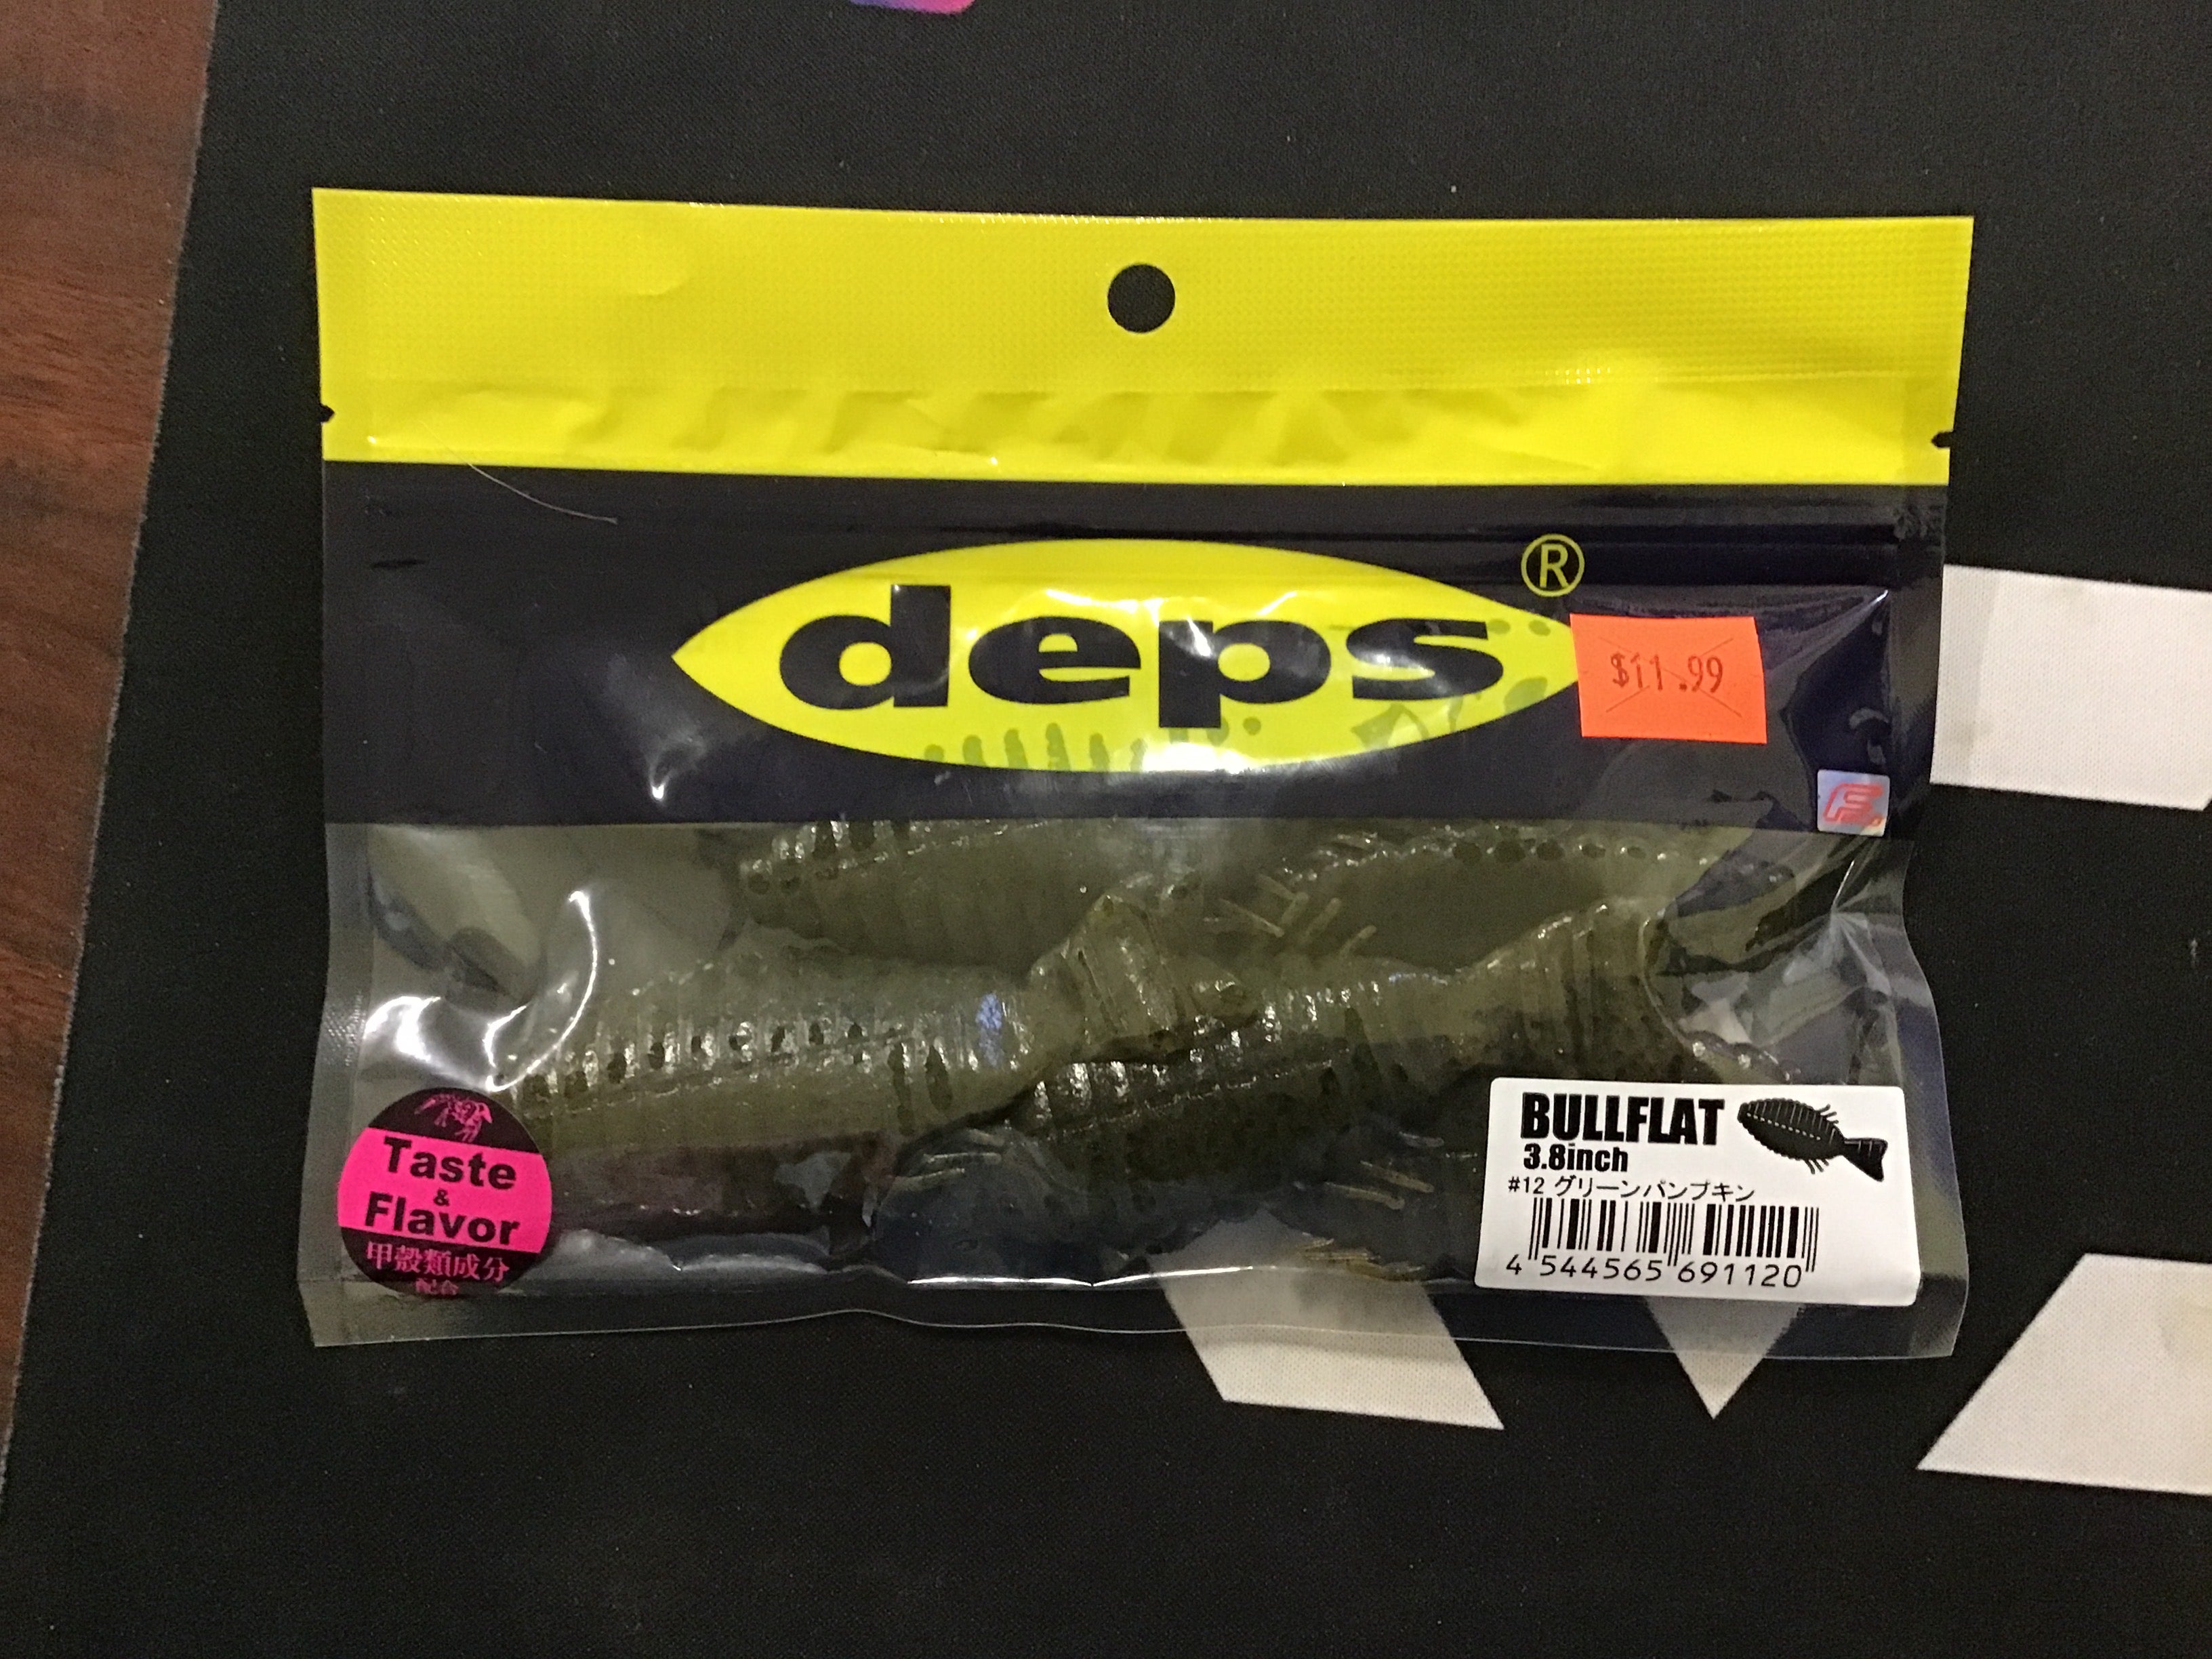 deps®
$11.99
BULLFLAT
3.8inch
#12 グリーンパンプキン
4 544565 691120
Taste
&
Flavor
甲殻類成分
配合